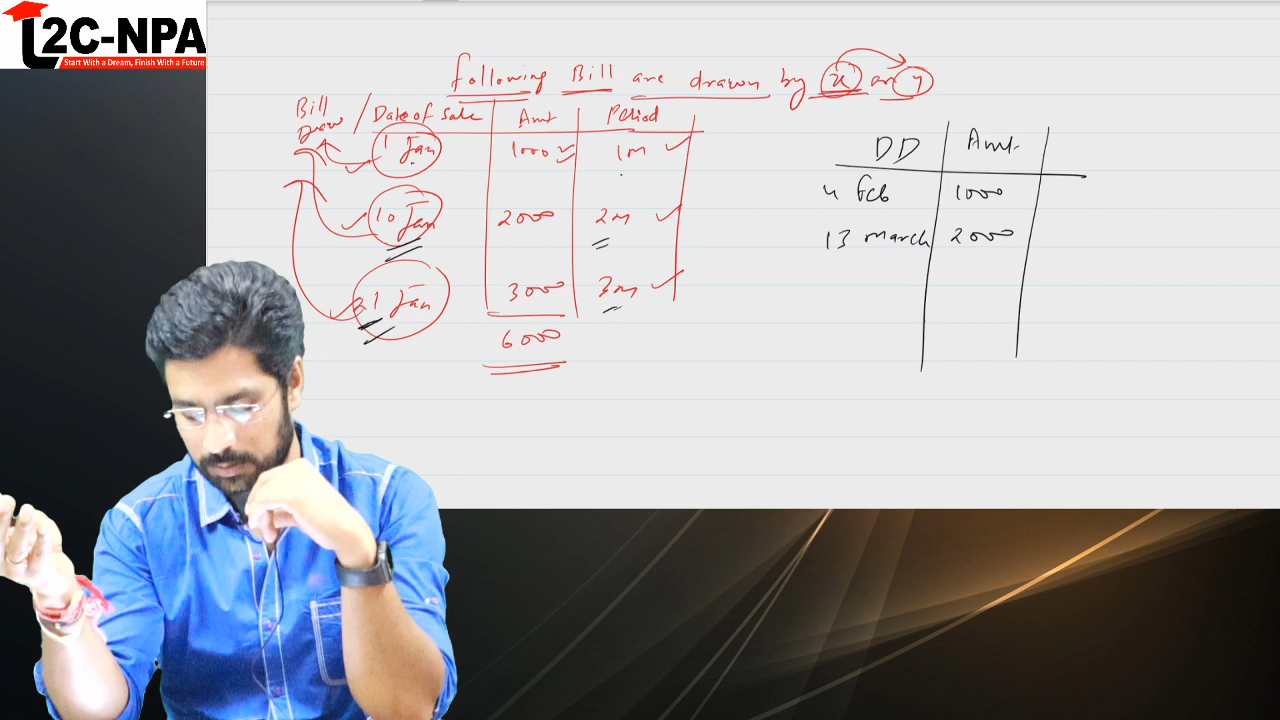 L2C-NPA
Start With a Dream, Finish With a Future
Following Bill are drawn by x on y
Bill Draw / Date of Sale Amt Period
1 Jan 1000 1m
10 Jan 2000 2m
31 Jan 3000 3m
6000
DD Amt
4 Feb 1000
13 March 2000